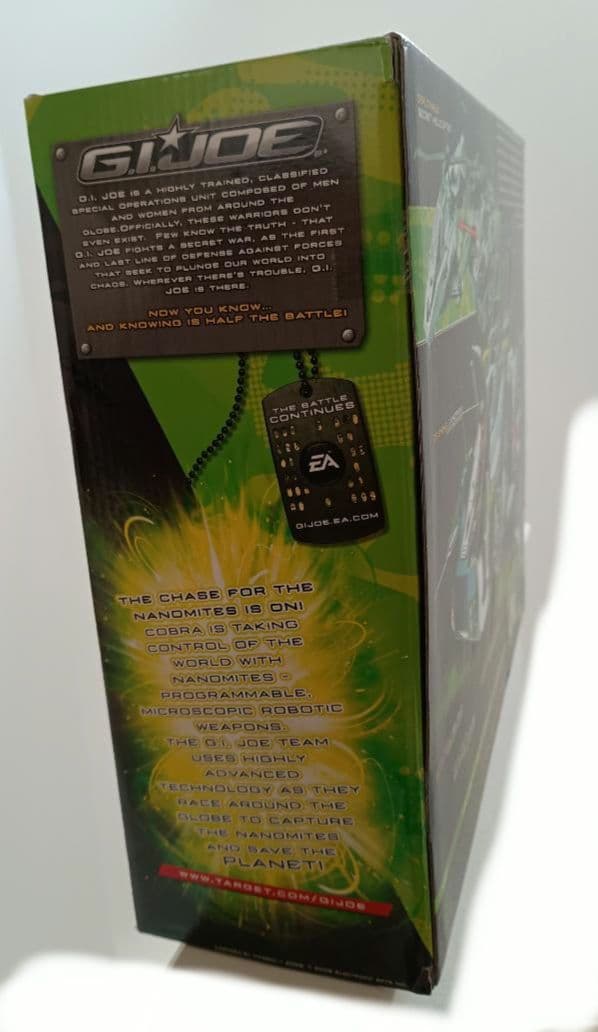 G.I.JOE
G.I. JOE IS A HIGHLY TRAINED, CLASSIFIED
SPECIAL OPERATIONS UNIT COMPOSED OF MEN
AND WOMEN FROM AROUND THE
GLOBE.OFFICIALLY, THESE WARRIORS DON'T
EVEN EXIST. FEW KNOW THE TRUTH - THAT
G.I. JOE FIGHTS A SECRET WAR, AS THE FIRST
AND LAST LINE OF DEFENSE AGAINST FORCES
THAT SEEK TO PLUNGE OUR WORLD INTO
CHAOS. WHEREVER THERE'S TROUBLE, G.I.
JOE IS THERE.
NOW YOU KNOW...
AND KNOWING IS HALF THE BATTLE!
THE BATTLE
CONTINUES
EA
GIJOE.EA.COM
THE CHASE FOR THE
NANOMITES IS ON!
COBRA IS TAKING
CONTROL OF THE
WORLD WITH
NANOMITES -
PROGRAMMABLE,
MICROSCOPIC ROBOTIC
WEAPONS.
THE G.I. JOE TEAM
USES HIGHLY
ADVANCED
TECHNOLOGY AS THEY
RACE AROUND THE
GLOBE TO CAPTURE
THE NANOMITES
AND SAVE THE
PLANET!
WWW.TARGET.COM/GIJOE